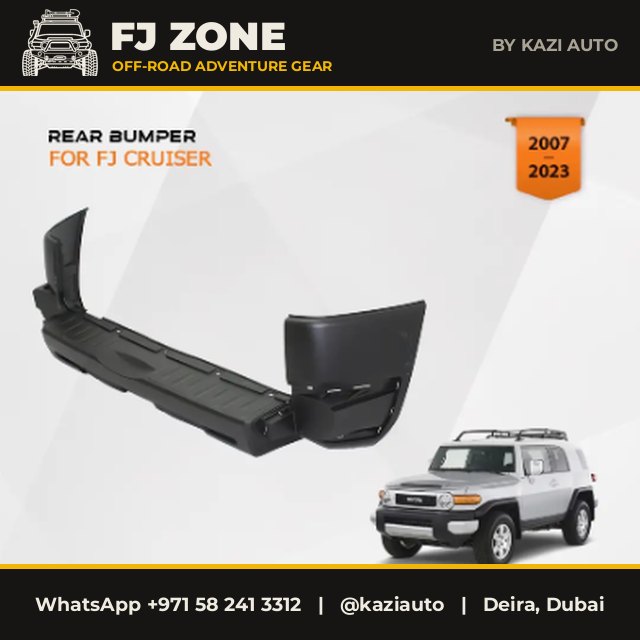 FJ ZONE
OFF-ROAD ADVENTURE GEAR
BY KAZI AUTO
REAR BUMPER
FOR FJ CRUISER
2007
—
2023
WhatsApp +971 58 241 3312 | @kaziauto | Deira, Dubai